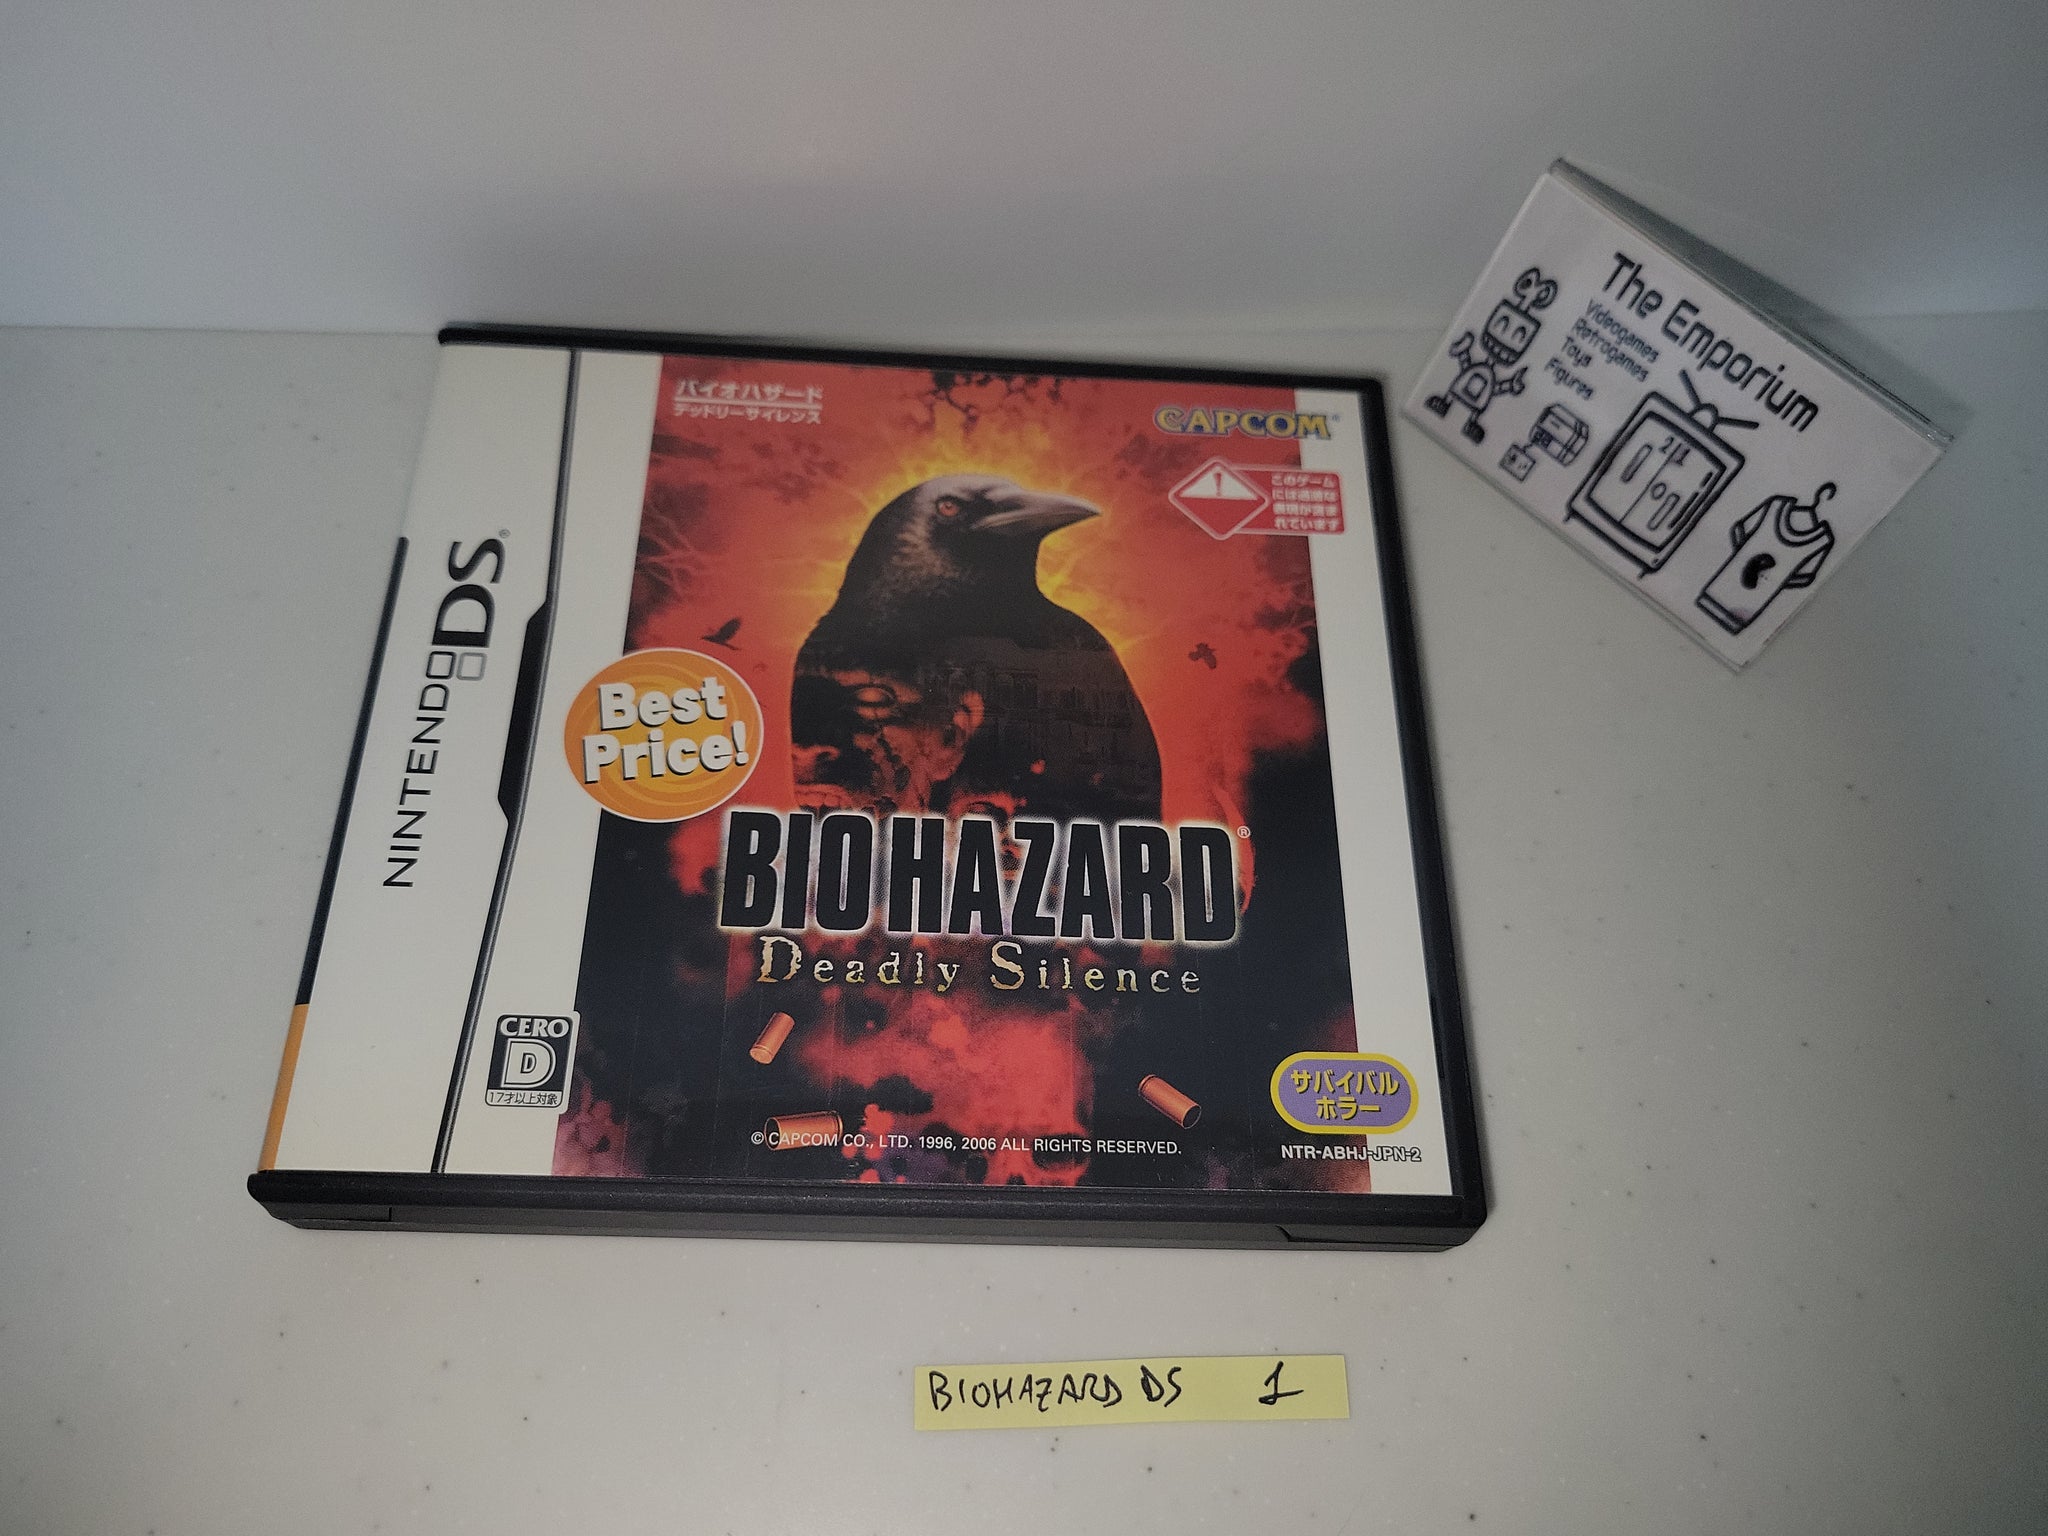 The Emporium
Videogames
Retrogames
Toys
Figures
バイオハザード
デッドリーサイレンス
CAPCOM
このゲーム
には過激な
表現が含ま
れています
NINTENDO DS
Best
Price!
BIOHAZARD®
Deadly Silence
CERO
D
17才以上対象
サバイバル
ホラー
© CAPCOM CO., LTD. 1996, 2006 ALL RIGHTS RESERVED.
NTR-ABHJ-JPN-2
BIOHAZARD DS 1